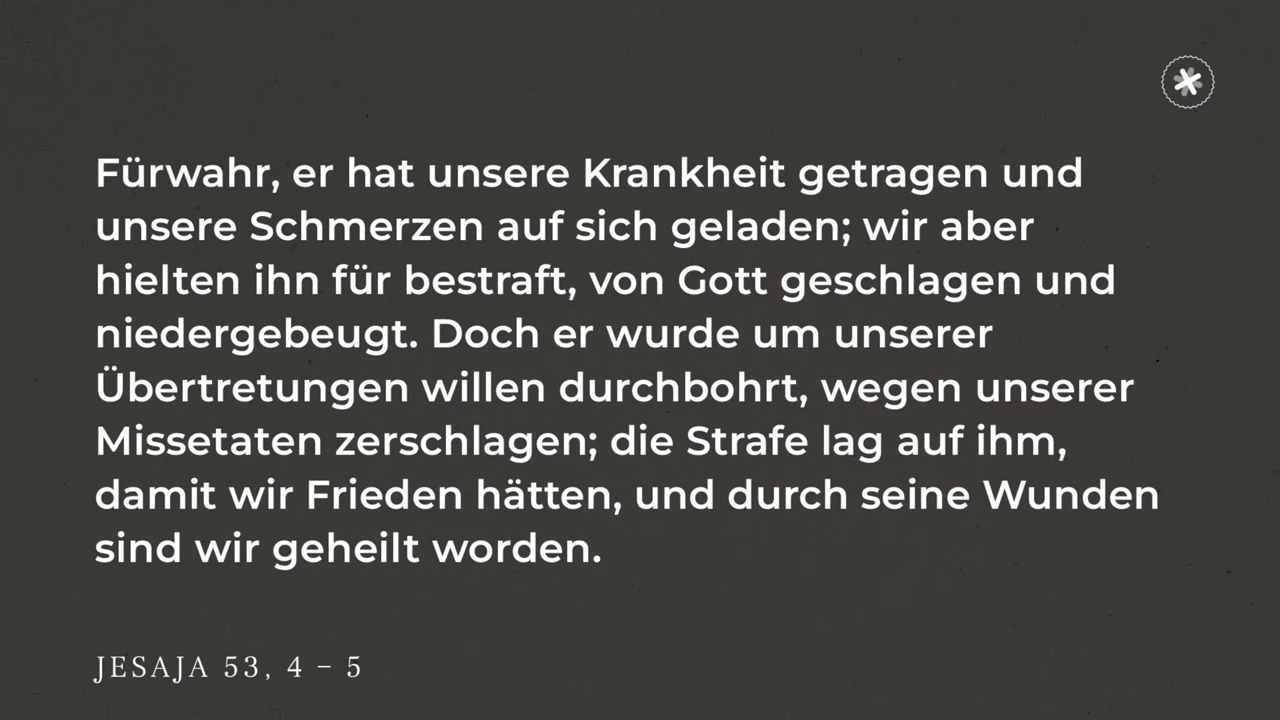 Fürwahr, er hat unsere Krankheit getragen und
unsere Schmerzen auf sich geladen; wir aber
hielten ihn für bestraft, von Gott geschlagen und
niedergebeugt. Doch er wurde um unserer
Übertretungen willen durchbohrt, wegen unserer
Missetaten zerschlagen; die Strafe lag auf ihm,
damit wir Frieden hätten, und durch seine Wunden
sind wir geheilt worden.
JESAJA 53, 4 – 5